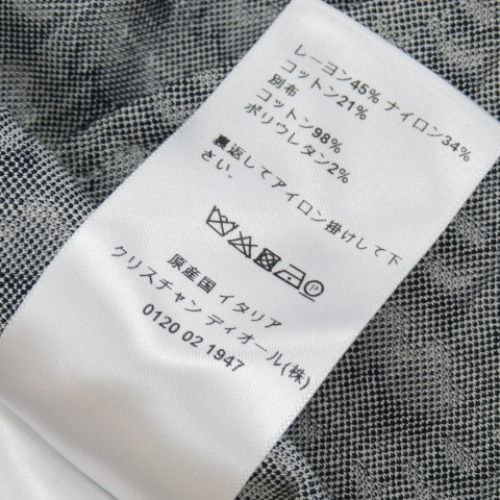 レーヨン45% ナイロン34%
コットン21%
別布
コットン98%
ポリウレタン2%
裏返してアイロン掛けして下
さい.
P
原産国 イタリア
クリスチャン ディオール(株)
0120 02 1947